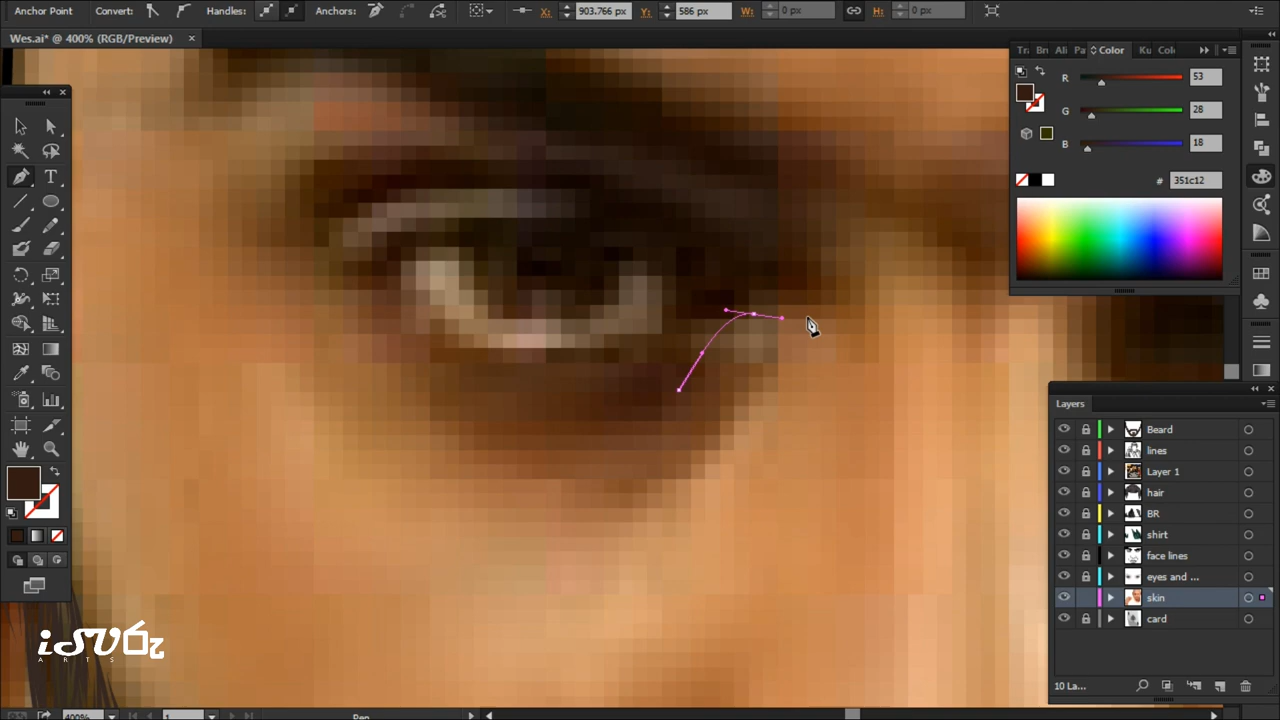 Anchor Point
Convert:
Handles:
Anchors:
X: 903.766 px
Y: 586 px
W: 0 px
H: 0 px
Wes.ai* @ 400% (RGB/Preview)
Color
R 53
G 28
B 18
# 351c12
Layers
Beard
lines
Layer 1
hair
BR
shirt
face lines
eyes and ...
skin
card
10 La...
ARTS
400%
1
Pen